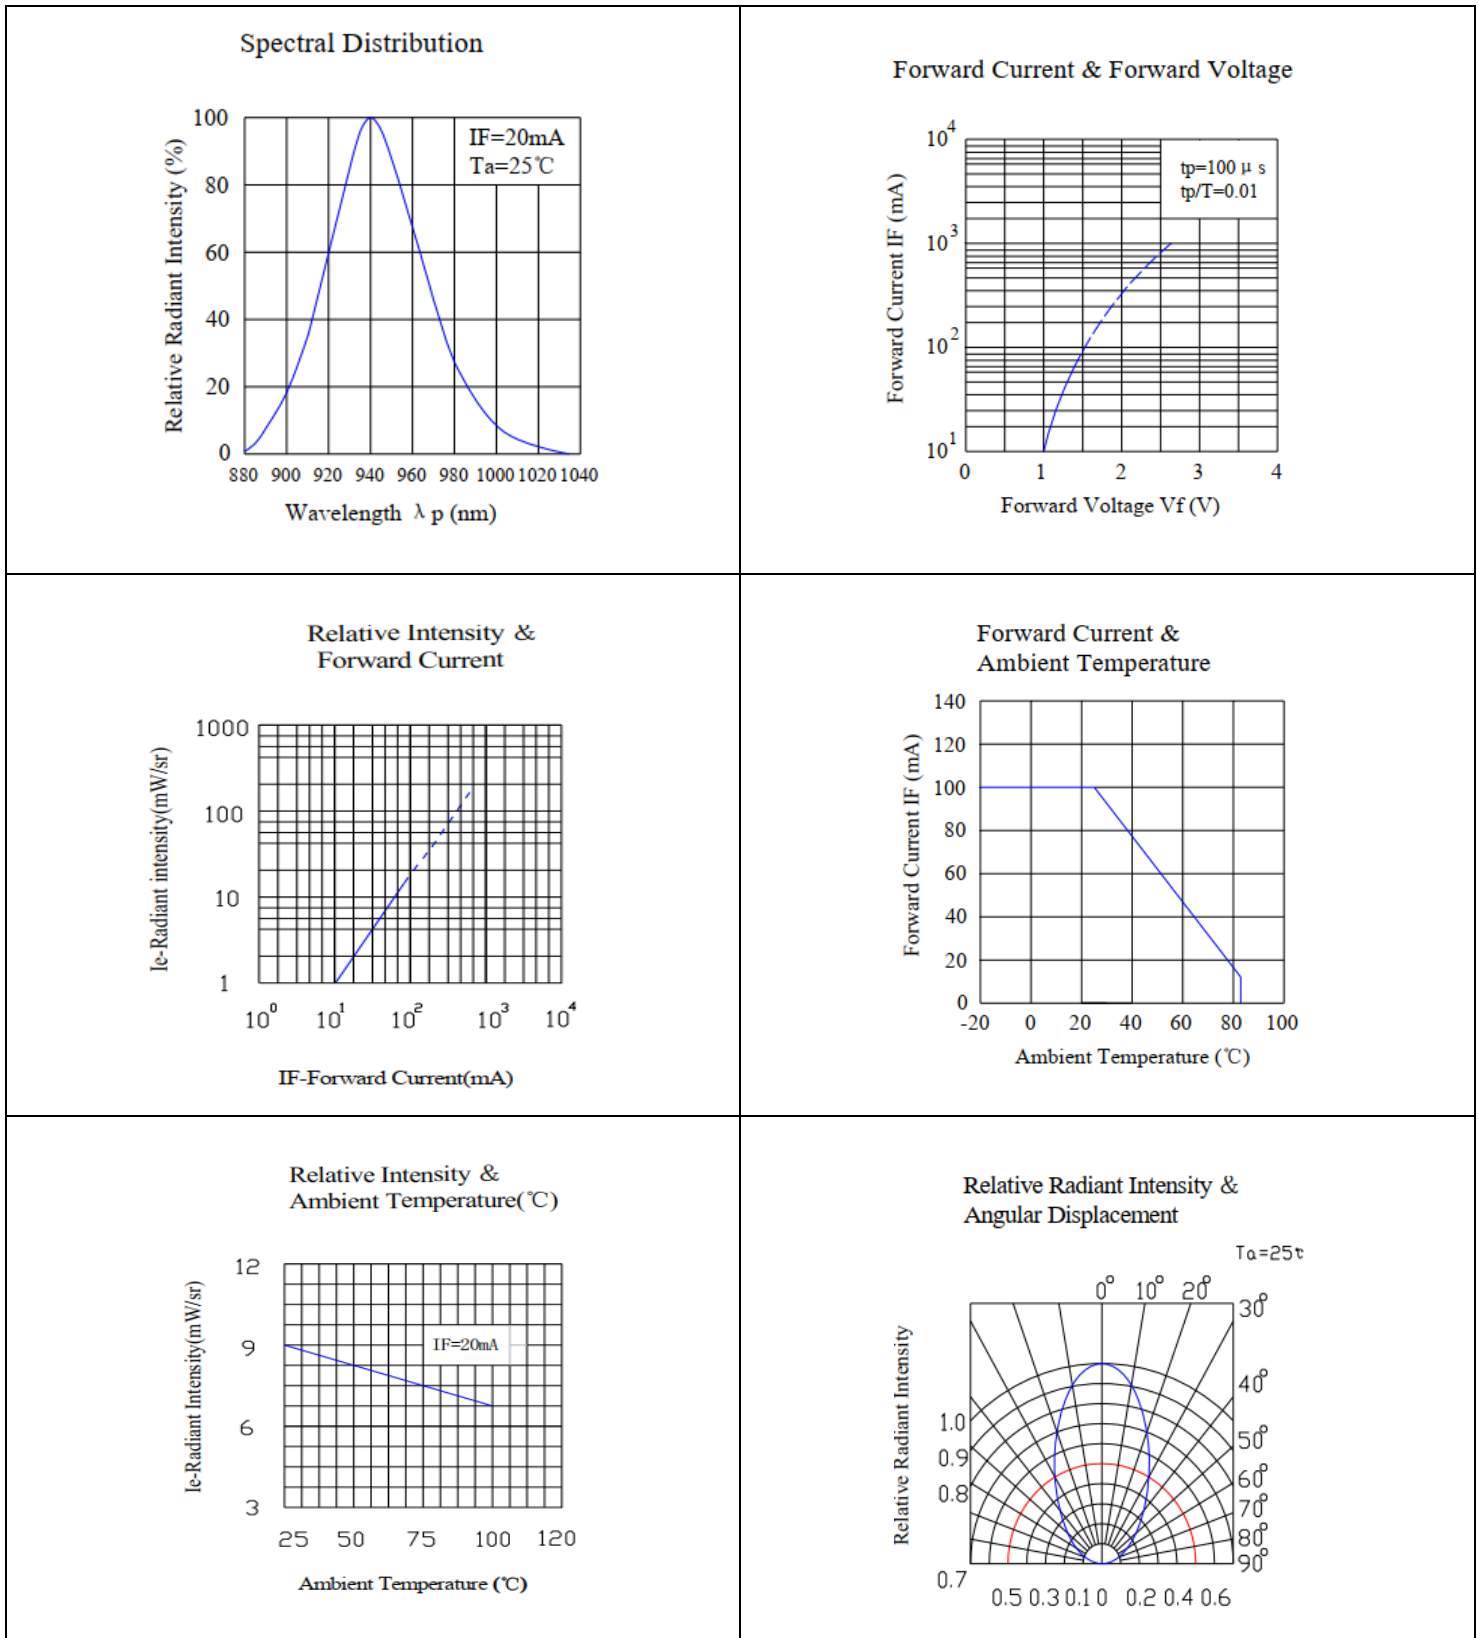 Spectral Distribution
100
80
60
40
20
0
IF=20mA
Ta=25℃
Relative Radiant Intensity (%)
880 900 920 940 960 980 1000 1020 1040
Wavelength λ p (nm)
Forward Current & Forward Voltage
10⁴
10³
10²
10¹
tp=100 μ s
tp/T=0.01
Forward Current IF (mA)
0 1 2 3 4
Forward Voltage Vf (V)
Relative Intensity &
Forward Current
1000
100
10
1
Ie-Radiant intensity(mW/sr)
10⁰ 10¹ 10² 10³ 10⁴
IF-Forward Current(mA)
Forward Current &
Ambient Temperature
140
120
100
80
60
40
20
0
Forward Current IF (mA)
-20 0 20 40 60 80 100
Ambient Temperature (℃)
Relative Intensity &
Ambient Temperature(℃)
12
9
6
3
IF=20mA
Ie-Radiant Intensity(mW/sr)
25 50 75 100 120
Ambient Temperature (℃)
Relative Radiant Intensity &
Angular Displacement
Ta=25℃
0° 10° 20°
30°
40°
50°
60°
70°
80°
90°
Relative Radiant Intensity
1.0
0.9
0.8
0.7
0.5 0.3 0.1 0 0.2 0.4 0.6